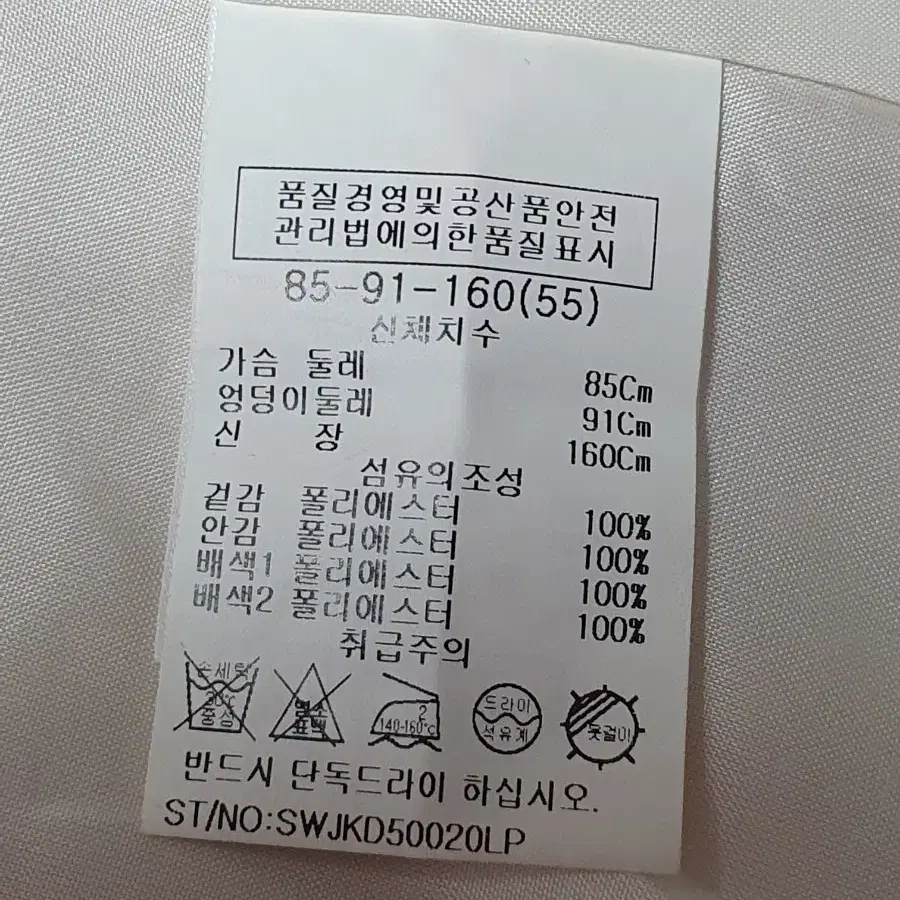 품질경영및공산품안전
관리법에의한품질표시
85-91-160(55)
신체치수
가슴 둘레 85Cm
엉덩이둘레 91Cm
신 장 160Cm
섬유의조성
겉감 폴리에스터 100%
안감 폴리에스터 100%
배색1 폴리에스터 100%
배색2 폴리에스터 100%
취급주의
손세탁
30℃
중성
염소
표백
2
140-160℃
드라이
석유계
옷걸이
반드시 단독드라이 하십시오.
ST/NO:SWJKD50020LP